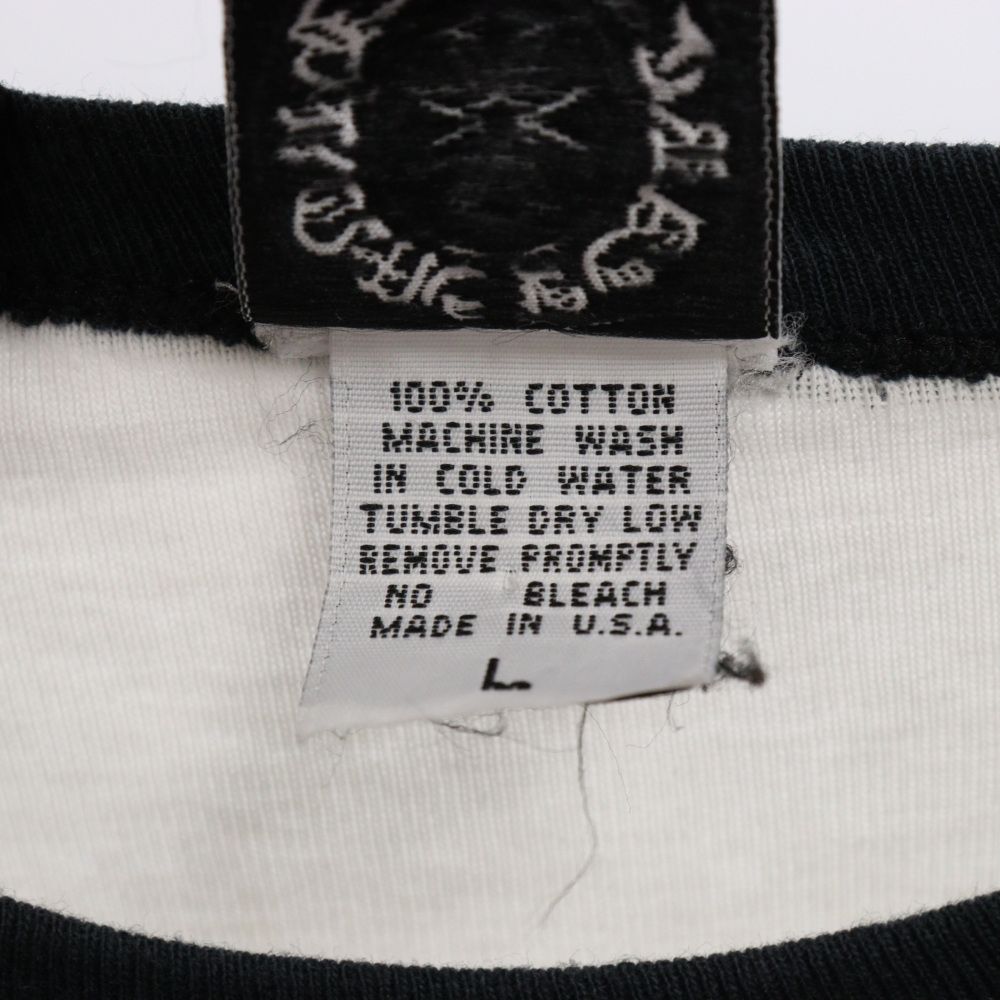 100% COTTON
MACHINE WASH
IN COLD WATER
TUMBLE DRY LOW
REMOVE PROMPTLY
NO BLEACH
MADE IN U.S.A.
L